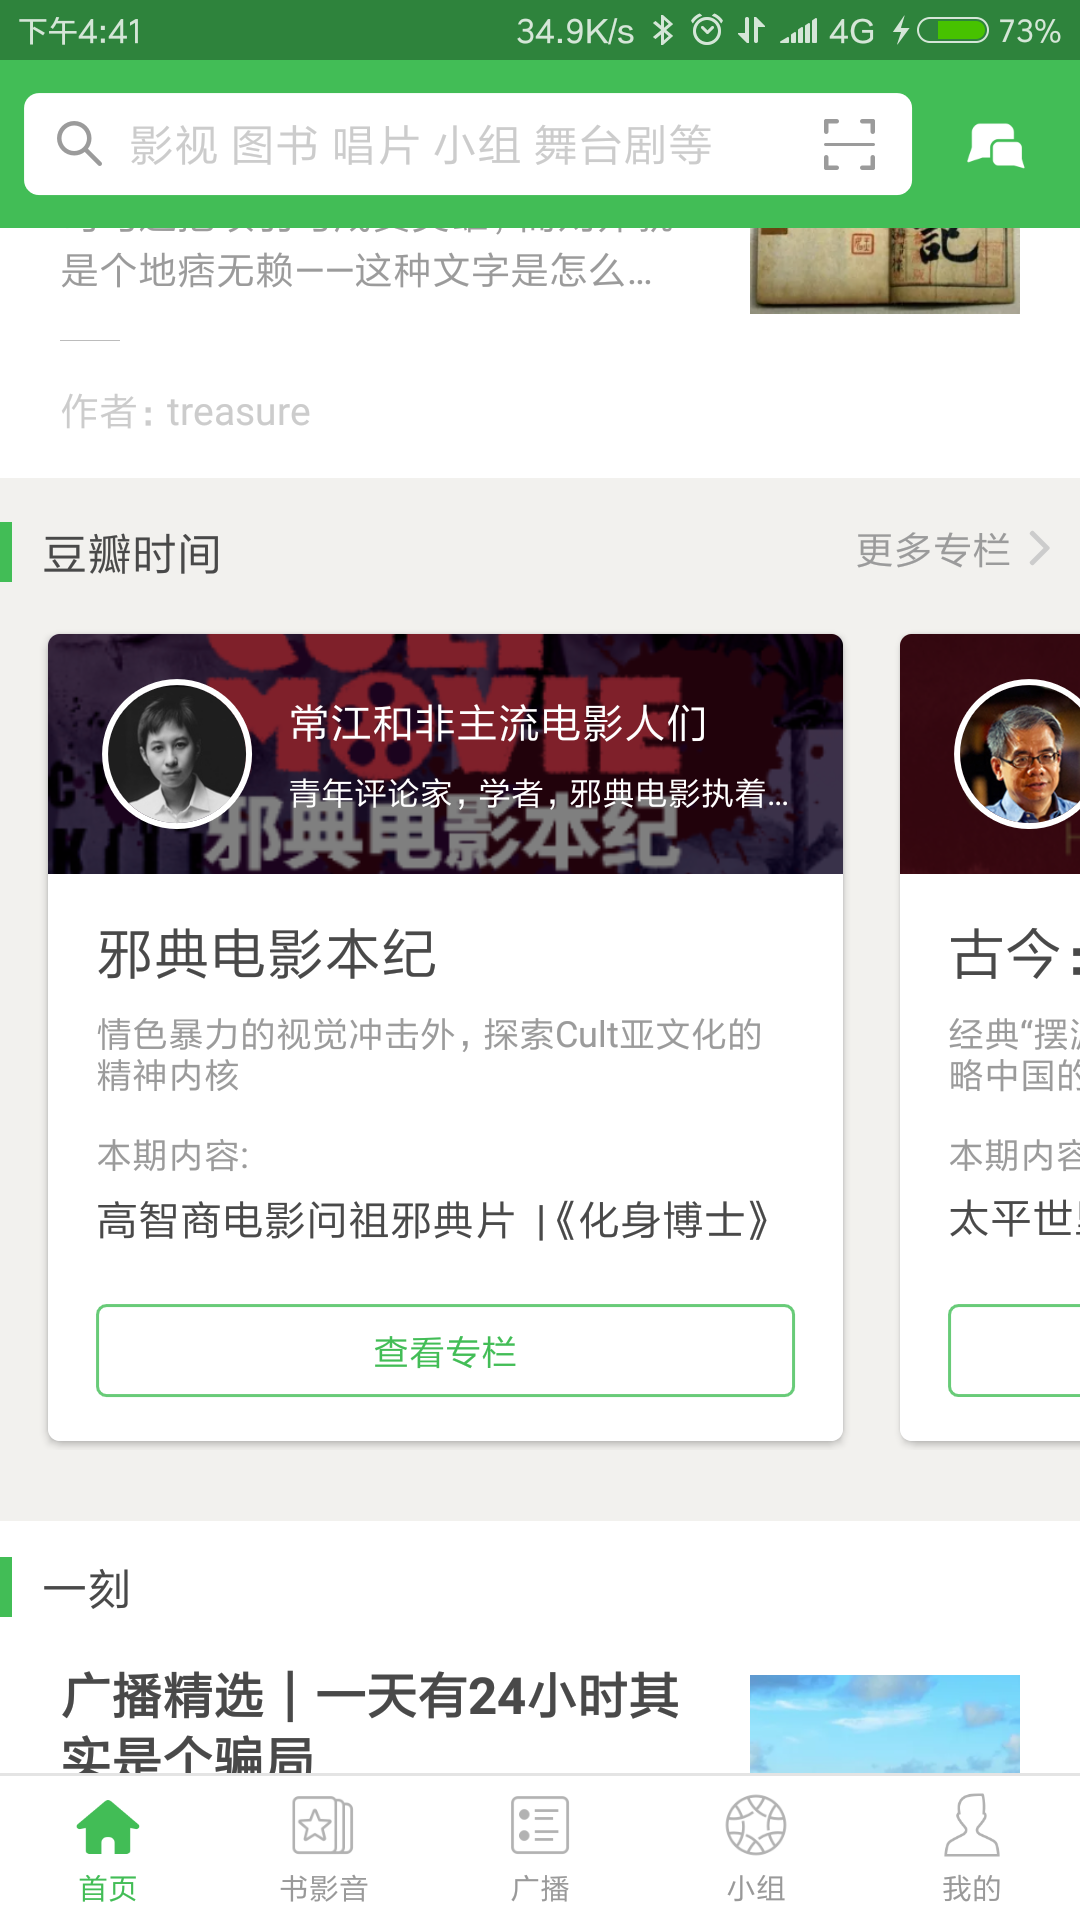 下午4:41 34.9K/s 4G 73%
影视 图书 唱片 小组 舞台剧等
是个地痞无赖——这种文字是怎么...
记
作者：treasure
豆瓣时间 更多专栏
CULT
MOVIE
常江和非主流电影人们
青年评论家，学者，邪典电影执着...
邪典电影本纪
邪典电影本纪
情色暴力的视觉冲击外，探索Cult亚文化的
精神内核
本期内容:
高智商电影问祖邪典片 |《化身博士》
查看专栏
古今：
经典“摆
略中国的
本期内容
太平世
一刻
广播精选｜一天有24小时其
实是个骗局
首页 书影音 广播 小组 我的